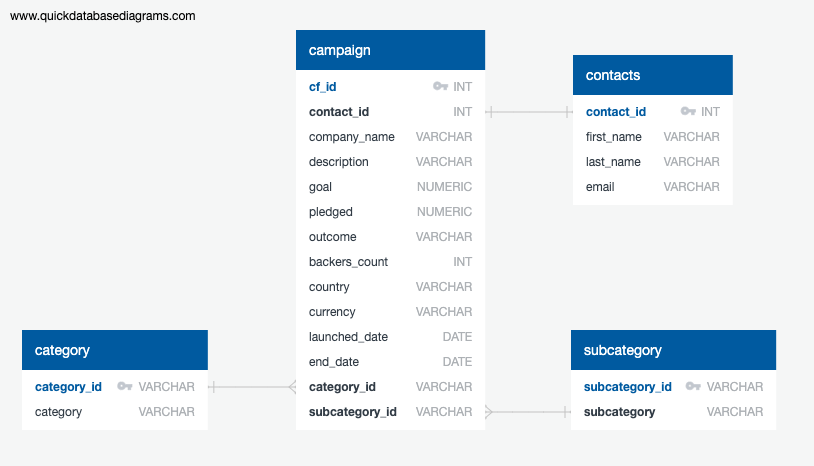 www.quickdatabasediagrams.com
campaign
cf_id INT
contact_id INT
company_name VARCHAR
description VARCHAR
goal NUMERIC
pledged NUMERIC
outcome VARCHAR
backers_count INT
country VARCHAR
currency VARCHAR
launched_date DATE
end_date DATE
category_id VARCHAR
subcategory_id VARCHAR
contacts
contact_id INT
first_name VARCHAR
last_name VARCHAR
email VARCHAR
category
category_id VARCHAR
category VARCHAR
subcategory
subcategory_id VARCHAR
subcategory VARCHAR